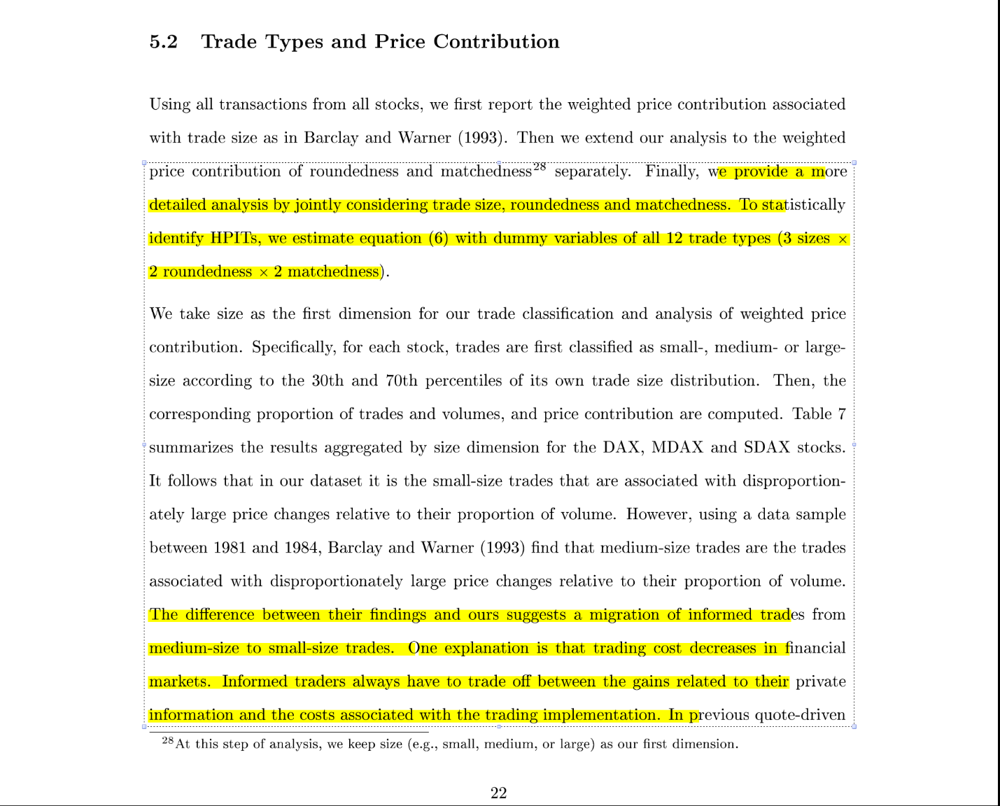 5.2 Trade Types and Price Contribution
Using all transactions from all stocks, we first report the weighted price contribution associated
with trade size as in Barclay and Warner (1993). Then we extend our analysis to the weighted
price contribution of roundedness and matchedness28 separately. Finally, we provide a more
detailed analysis by jointly considering trade size, roundedness and matchedness. To statistically
identify HPITs, we estimate equation (6) with dummy variables of all 12 trade types (3 sizes ×
2 roundedness × 2 matchedness).
We take size as the first dimension for our trade classification and analysis of weighted price
contribution. Specifically, for each stock, trades are first classified as small-, medium- or large-
size according to the 30th and 70th percentiles of its own trade size distribution. Then, the
corresponding proportion of trades and volumes, and price contribution are computed. Table 7
summarizes the results aggregated by size dimension for the DAX, MDAX and SDAX stocks.
It follows that in our dataset it is the small-size trades that are associated with disproportion-
ately large price changes relative to their proportion of volume. However, using a data sample
between 1981 and 1984, Barclay and Warner (1993) find that medium-size trades are the trades
associated with disproportionately large price changes relative to their proportion of volume.
The difference between their findings and ours suggests a migration of informed trades from
medium-size to small-size trades. One explanation is that trading cost decreases in financial
markets. Informed traders always have to trade off between the gains related to their private
information and the costs associated with the trading implementation. In previous quote-driven
28At this step of analysis, we keep size (e.g., small, medium, or large) as our first dimension.
22